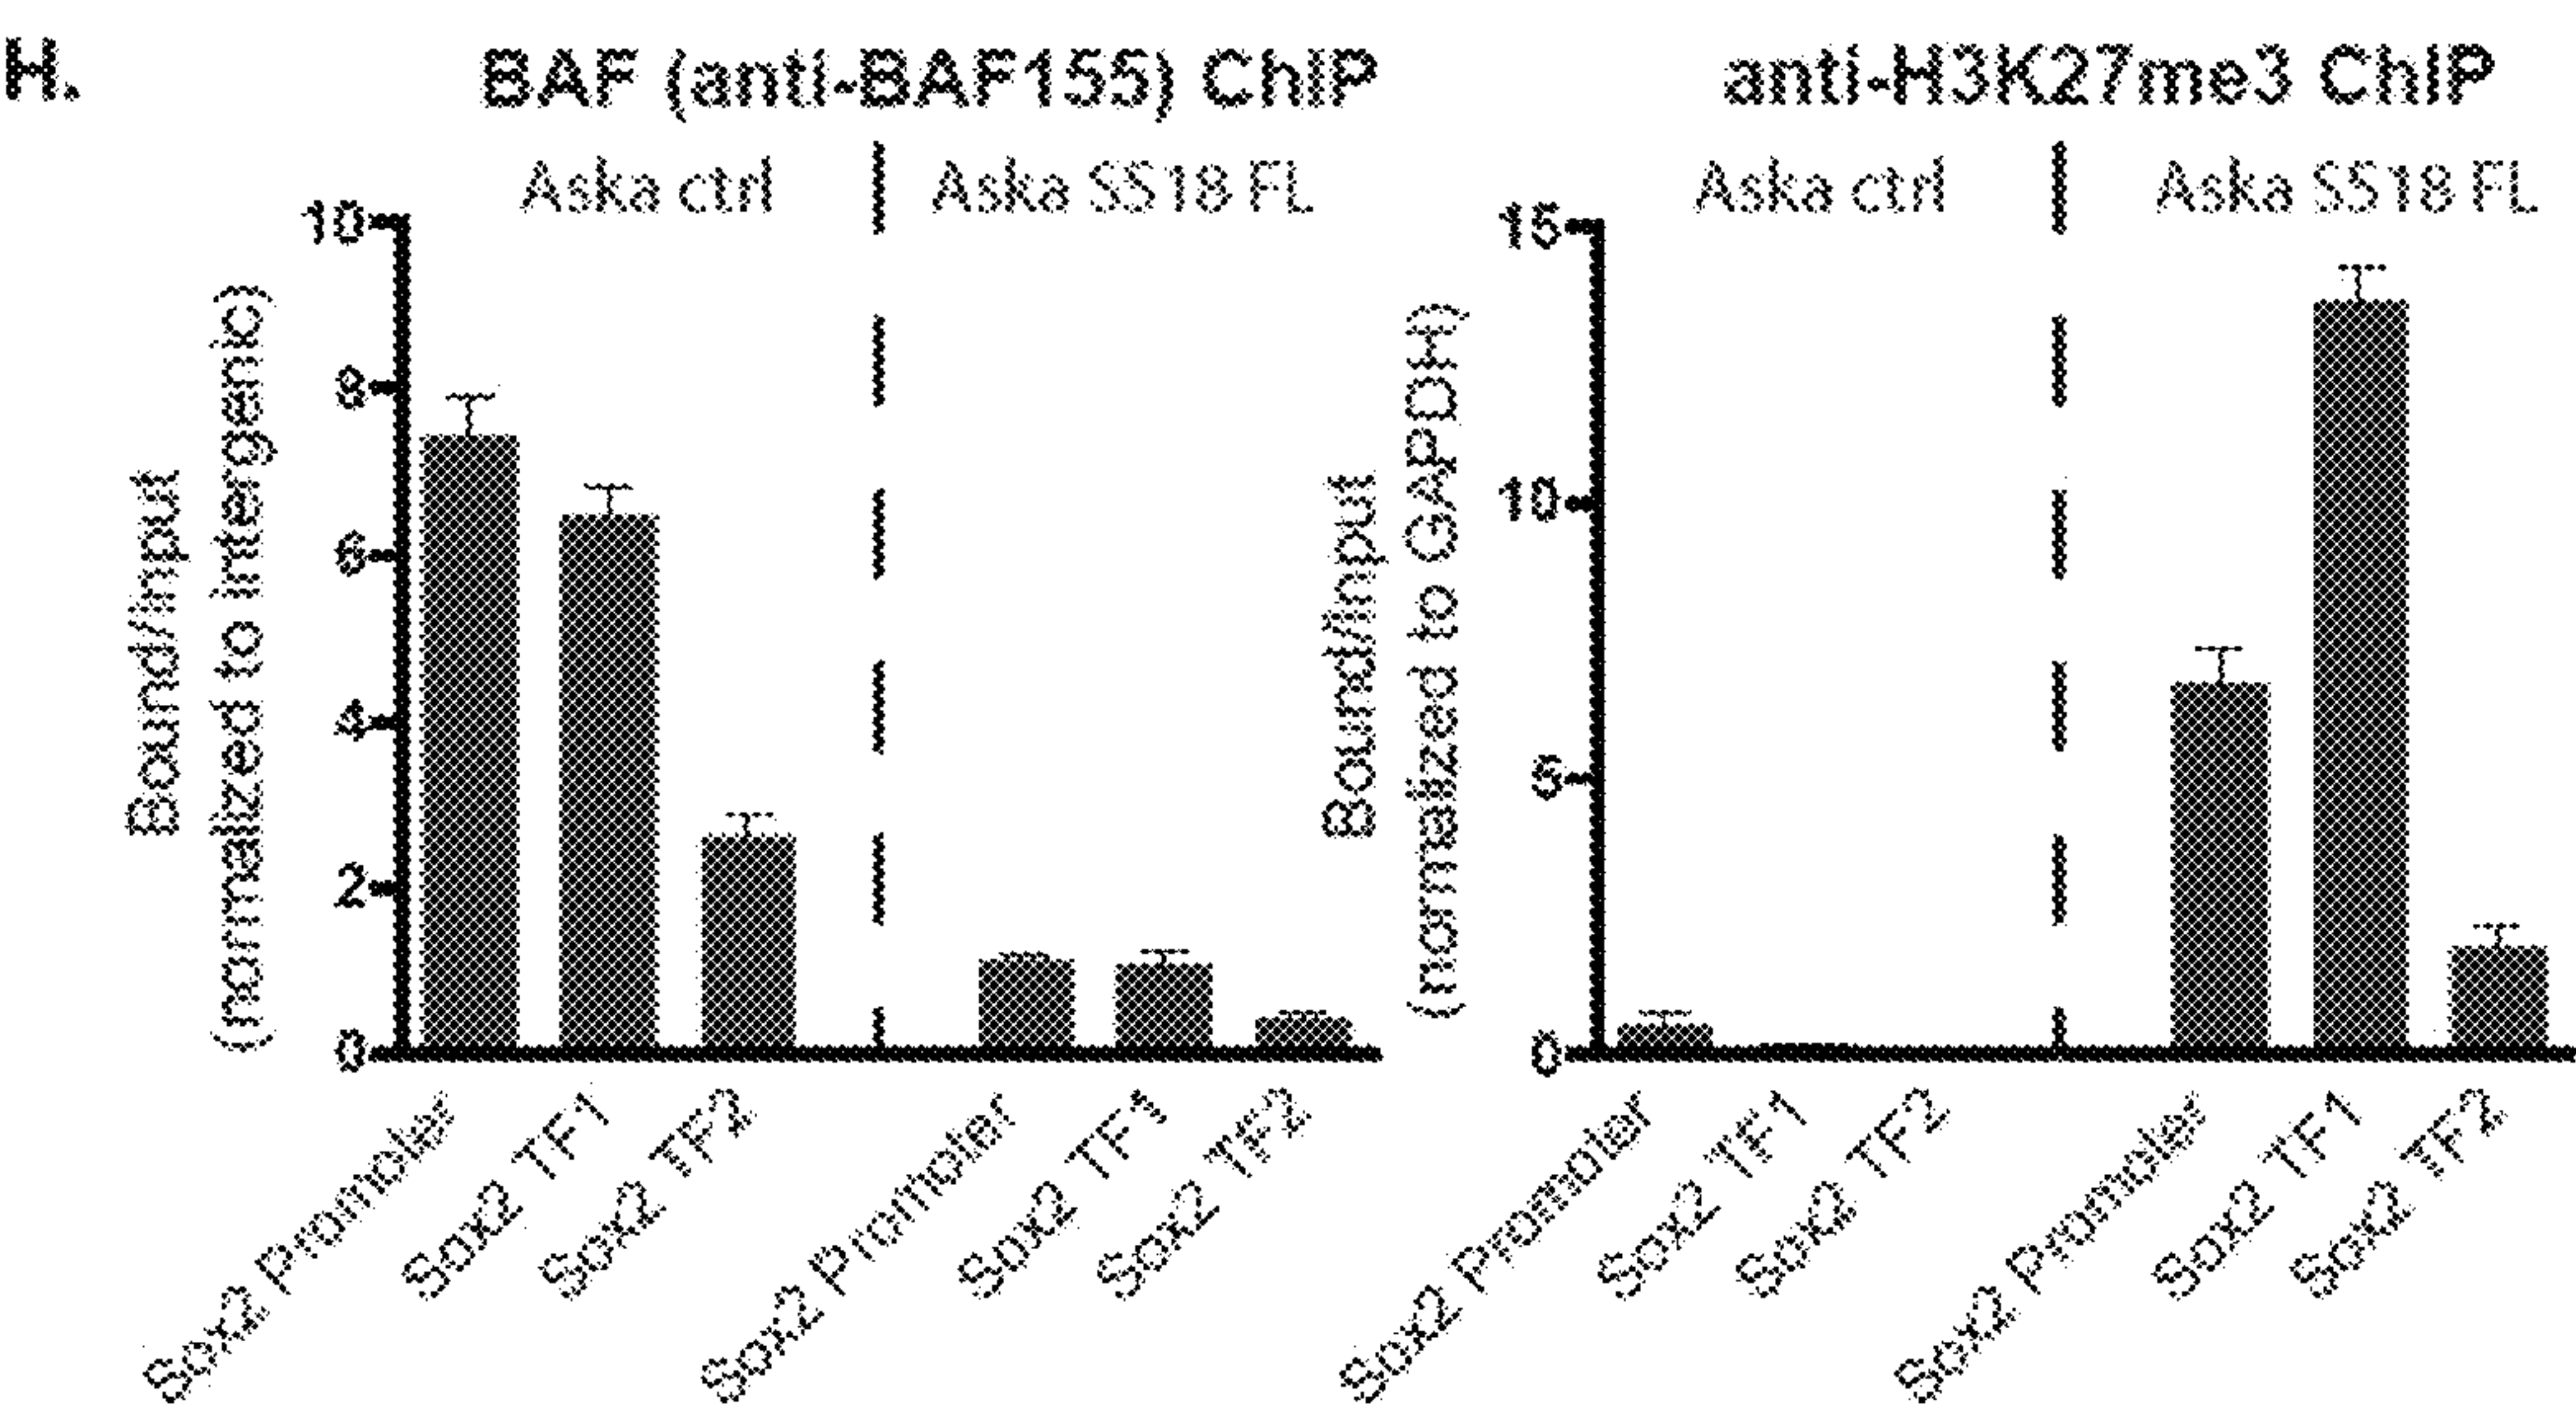 H.
BAF (anti-BAF155) ChIP
Aska ctrl
Aska SS18 FL
Bound/input
(normalized to intergenic)
10
8
6
4
2
0
Sox2 Promoter
Sox2 TF1
Sox2 TF2
Sox2 Promoter
Sox2 TF1
Sox2 TF2
anti-H3K27me3 ChIP
Aska ctrl
Aska SS18 FL
Bound/input
(normalized to GAPDH)
15
10
5
0
Sox2 Promoter
Sox2 TF1
Sox2 TF2
Sox2 Promoter
Sox2 TF1
Sox2 TF2